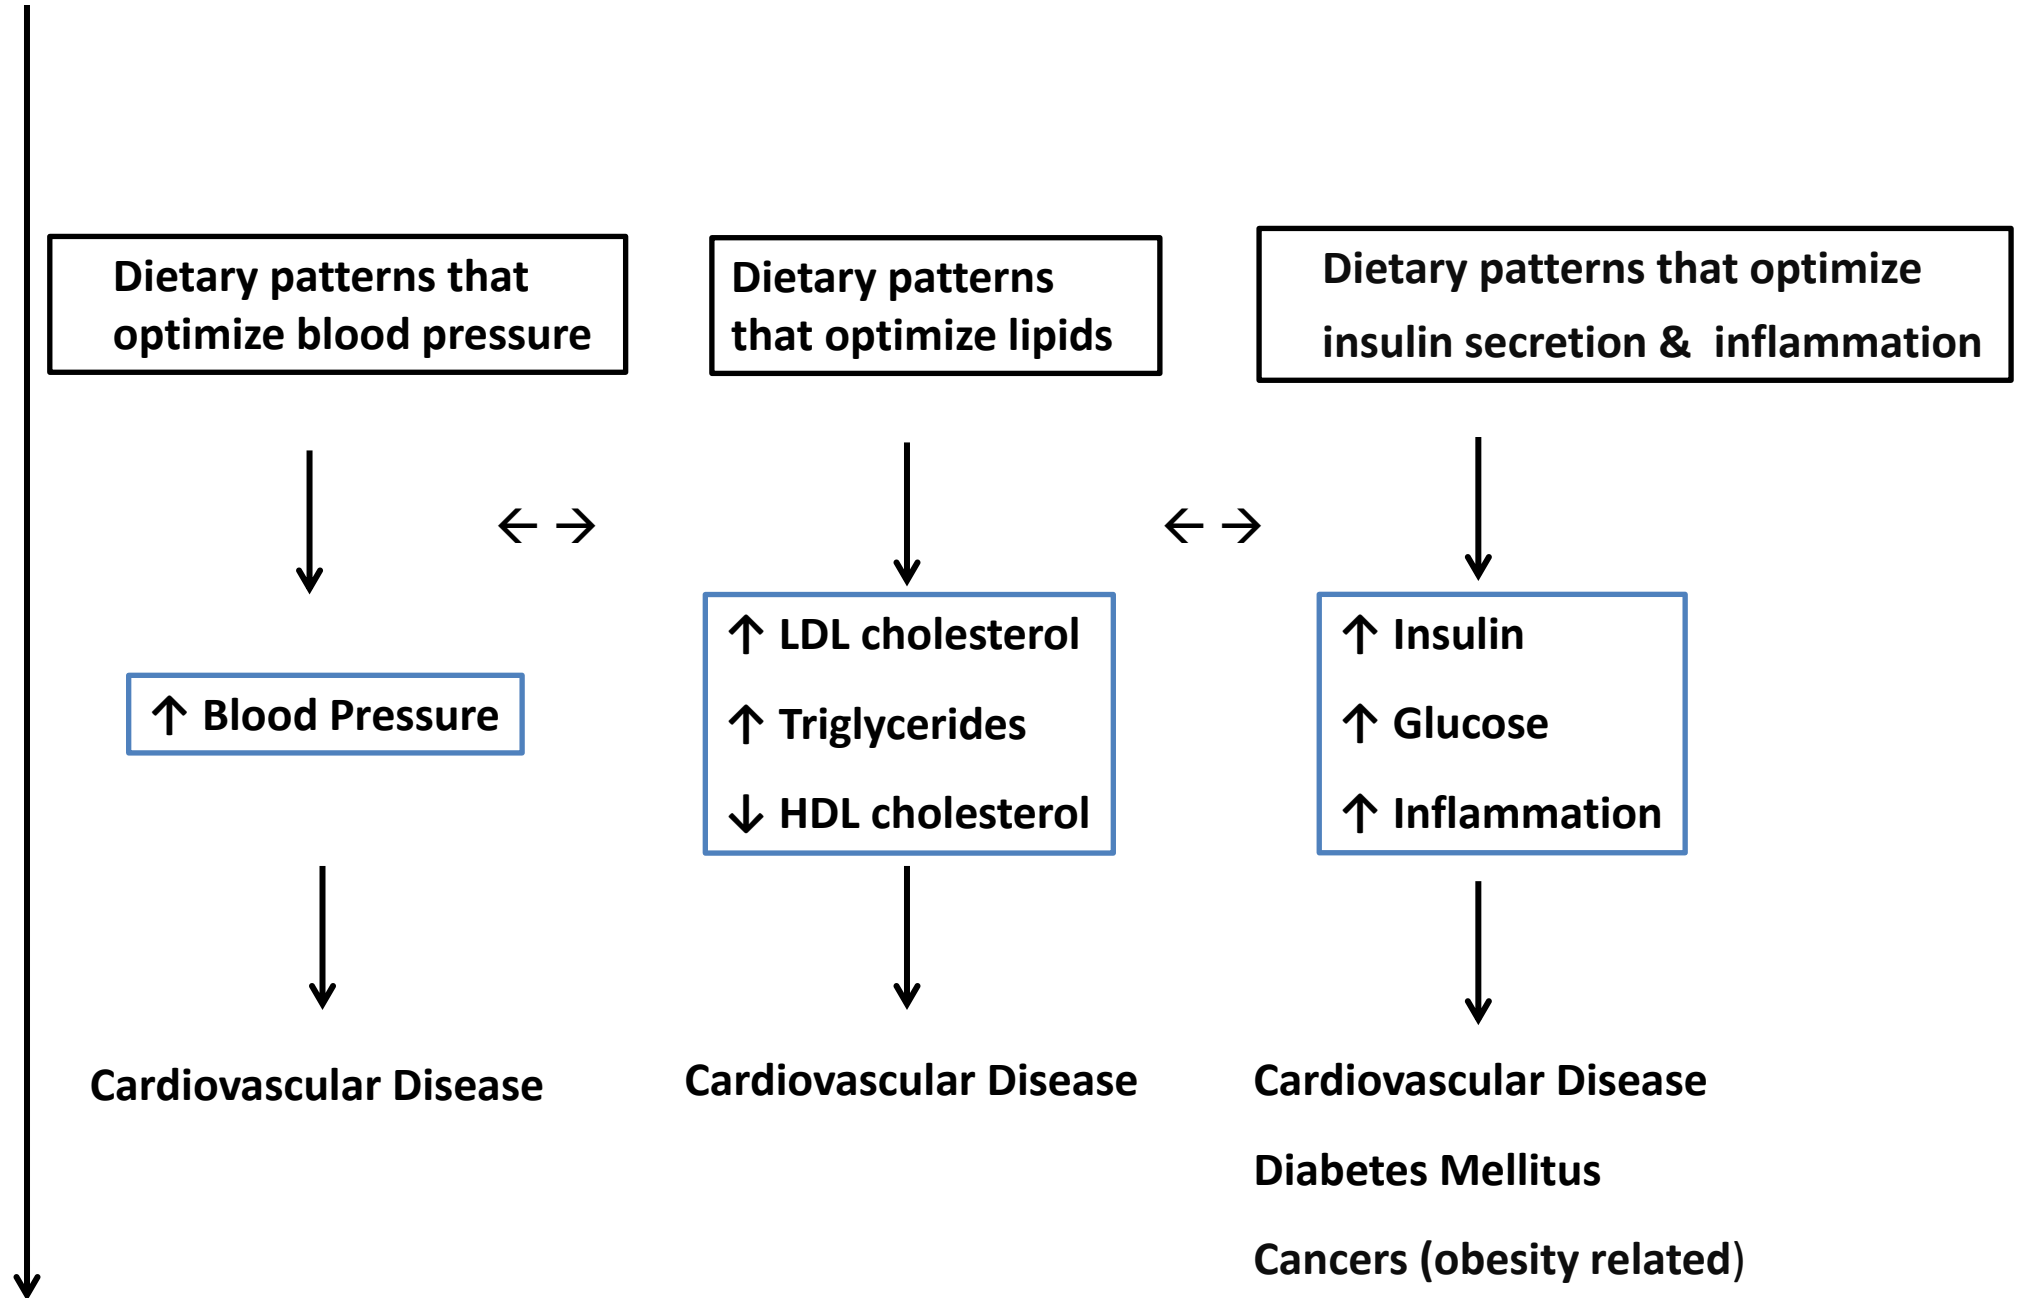 Dietary patterns that
optimize blood pressure
Dietary patterns
that optimize lipids
Dietary patterns that optimize
insulin secretion & inflammation
← →
← →
↑ Blood Pressure
↑ LDL cholesterol
↑ Triglycerides
↓ HDL cholesterol
↑ Insulin
↑ Glucose
↑ Inflammation
Cardiovascular Disease
Cardiovascular Disease
Cardiovascular Disease
Diabetes Mellitus
Cancers (obesity related)